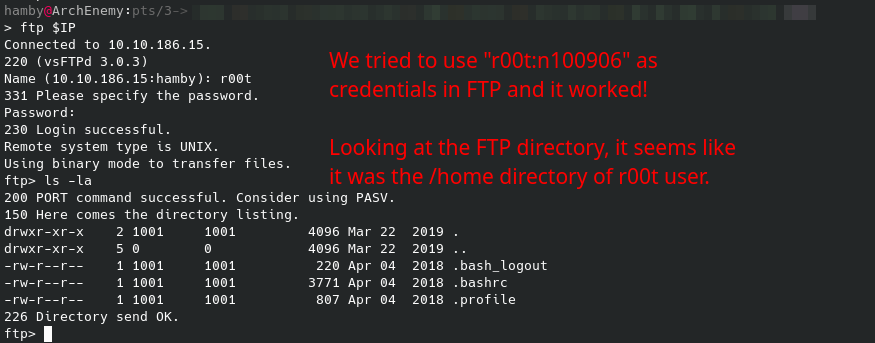 hamby@ArchEnemy:pts/3->
> ftp $IP
Connected to 10.10.186.15.
220 (vsFTPd 3.0.3)
Name (10.10.186.15:hamby): r00t
331 Please specify the password.
Password:
230 Login successful.
Remote system type is UNIX.
Using binary mode to transfer files.
ftp> ls -la
200 PORT command successful. Consider using PASV.
150 Here comes the directory listing.
drwxr-xr-x    2 1001     1001         4096 Mar 22  2019 .
drwxr-xr-x    5 0        0            4096 Mar 22  2019 ..
-rw-r--r--    1 1001     1001          220 Apr 04  2018 .bash_logout
-rw-r--r--    1 1001     1001         3771 Apr 04  2018 .bashrc
-rw-r--r--    1 1001     1001          807 Apr 04  2018 .profile
226 Directory send OK.
ftp>
We tried to use "r00t:n100906" as
credentials in FTP and it worked!
Looking at the FTP directory, it seems like
it was the /home directory of r00t user.